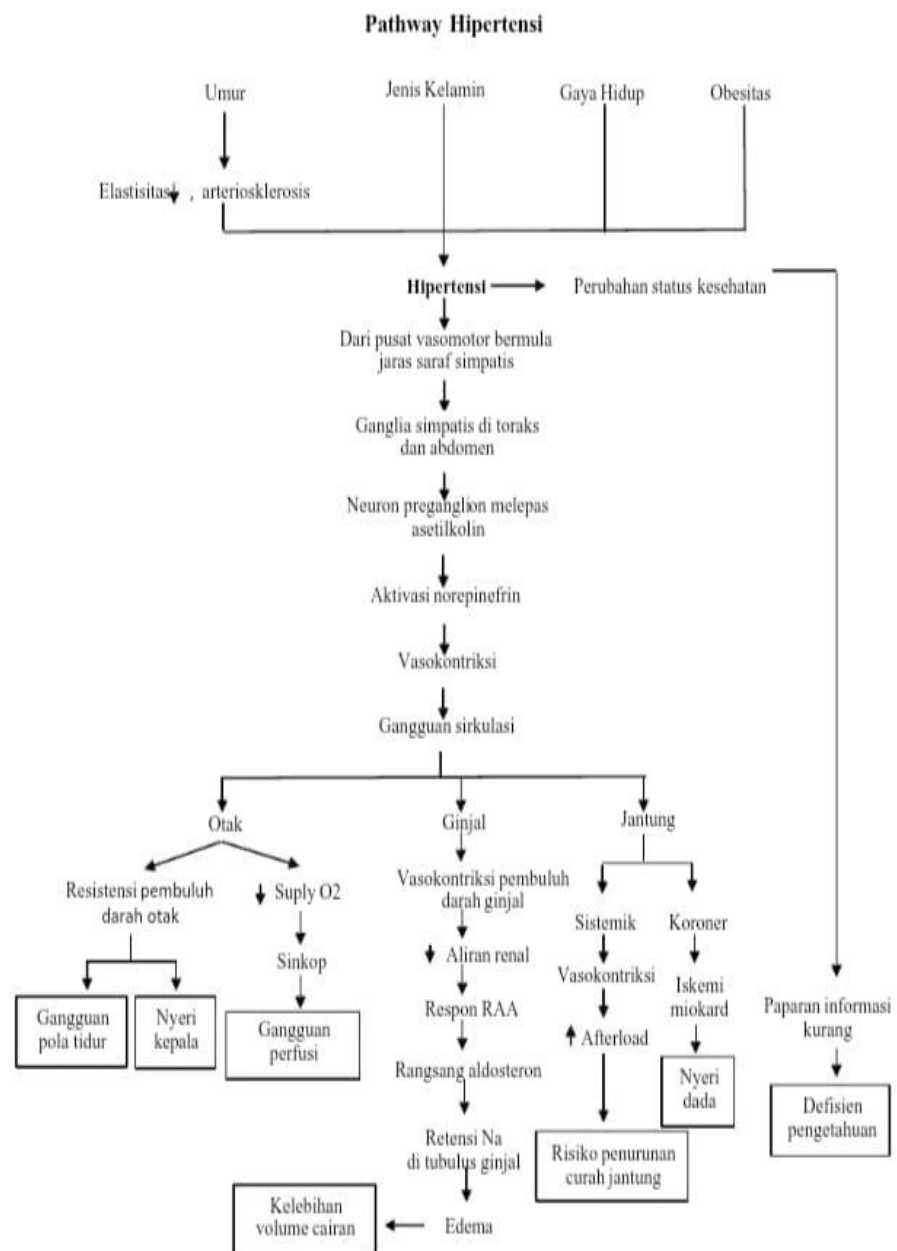 Pathway Hipertensi
Umur
Jenis Kelamin
Gaya Hidup
Obesitas
Elastisitas , arteriosklerosis
Hipertensi
Perubahan status kesehatan
Dari pusat vasomotor bermula
jaras saraf simpatis
Ganglia simpatis di toraks
dan abdomen
Neuron preganglion melepas
asetilkolin
Aktivasi norepinefrin
Vasokontriksi
Gangguan sirkulasi
Otak
Ginjal
Jantung
Resistensi pembuluh
darah otak
Suply O2
Sinkop
Gangguan
pola tidur
Nyeri
kepala
Gangguan
perfusi
Vasokontriksi pembuluh
darah ginjal
Aliran renal
Respon RAA
Rangsang aldosteron
Retensi Na
di tubulus ginjal
Edema
Kelebihan
volume cairan
Sistemik
Vasokontriksi
Afterload
Risiko penurunan
curah jantung
Koroner
Iskemi
miokard
Nyeri
dada
Paparan informasi
kurang
Defisien
pengetahuan